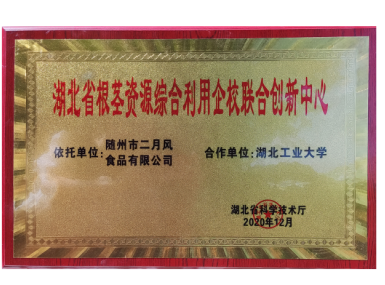 湖北省根茎资源综合利用企校联合创新中心
依托单位：随州市二月风食品有限公司
合作单位：湖北工业大学
湖北省科学技术厅
2020年12月